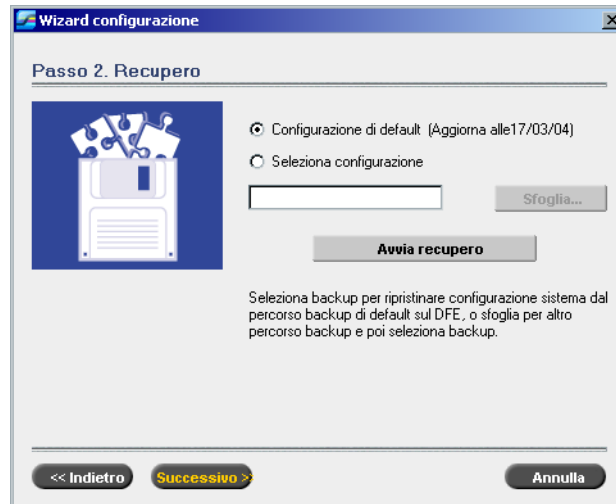 Wizard configurazione
Passo 2. Recupero
Configurazione di default (Aggiorna alle17/03/04)
Seleziona configurazione
Sfoglia...
Avvia recupero
Seleziona backup per ripristinare configurazione sistema dal
percorso backup di default sul DFE, o sfoglia per altro
percorso backup e poi seleziona backup.
<< Indietro
Successivo >
Annulla